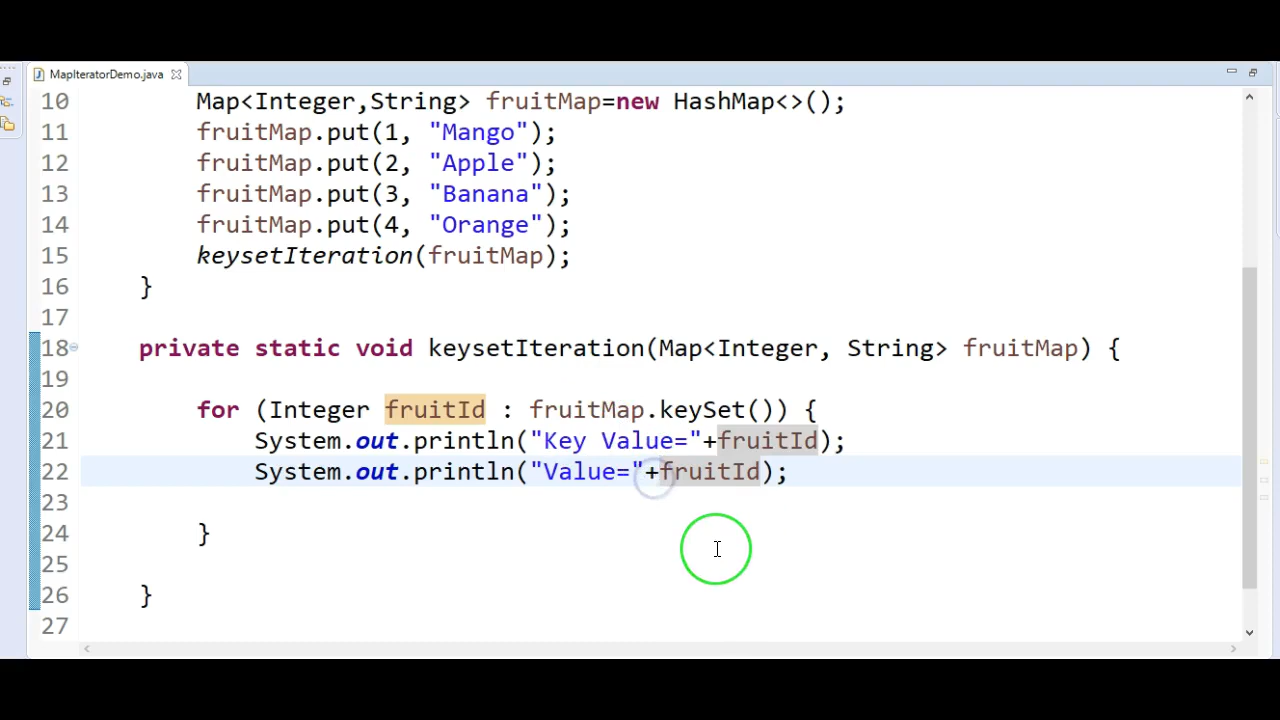 MapIteratorDemo.java
10 Map<Integer,String> fruitMap=new HashMap<>();
11 fruitMap.put(1, "Mango");
12 fruitMap.put(2, "Apple");
13 fruitMap.put(3, "Banana");
14 fruitMap.put(4, "Orange");
15 keysetIteration(fruitMap);
16 }
17
18 private static void keysetIteration(Map<Integer, String> fruitMap) {
19
20 for (Integer fruitId : fruitMap.keySet()) {
21 System.out.println("Key Value="+fruitId);
22 System.out.println("Value="+fruitId);
23
24 }
25
26 }
27